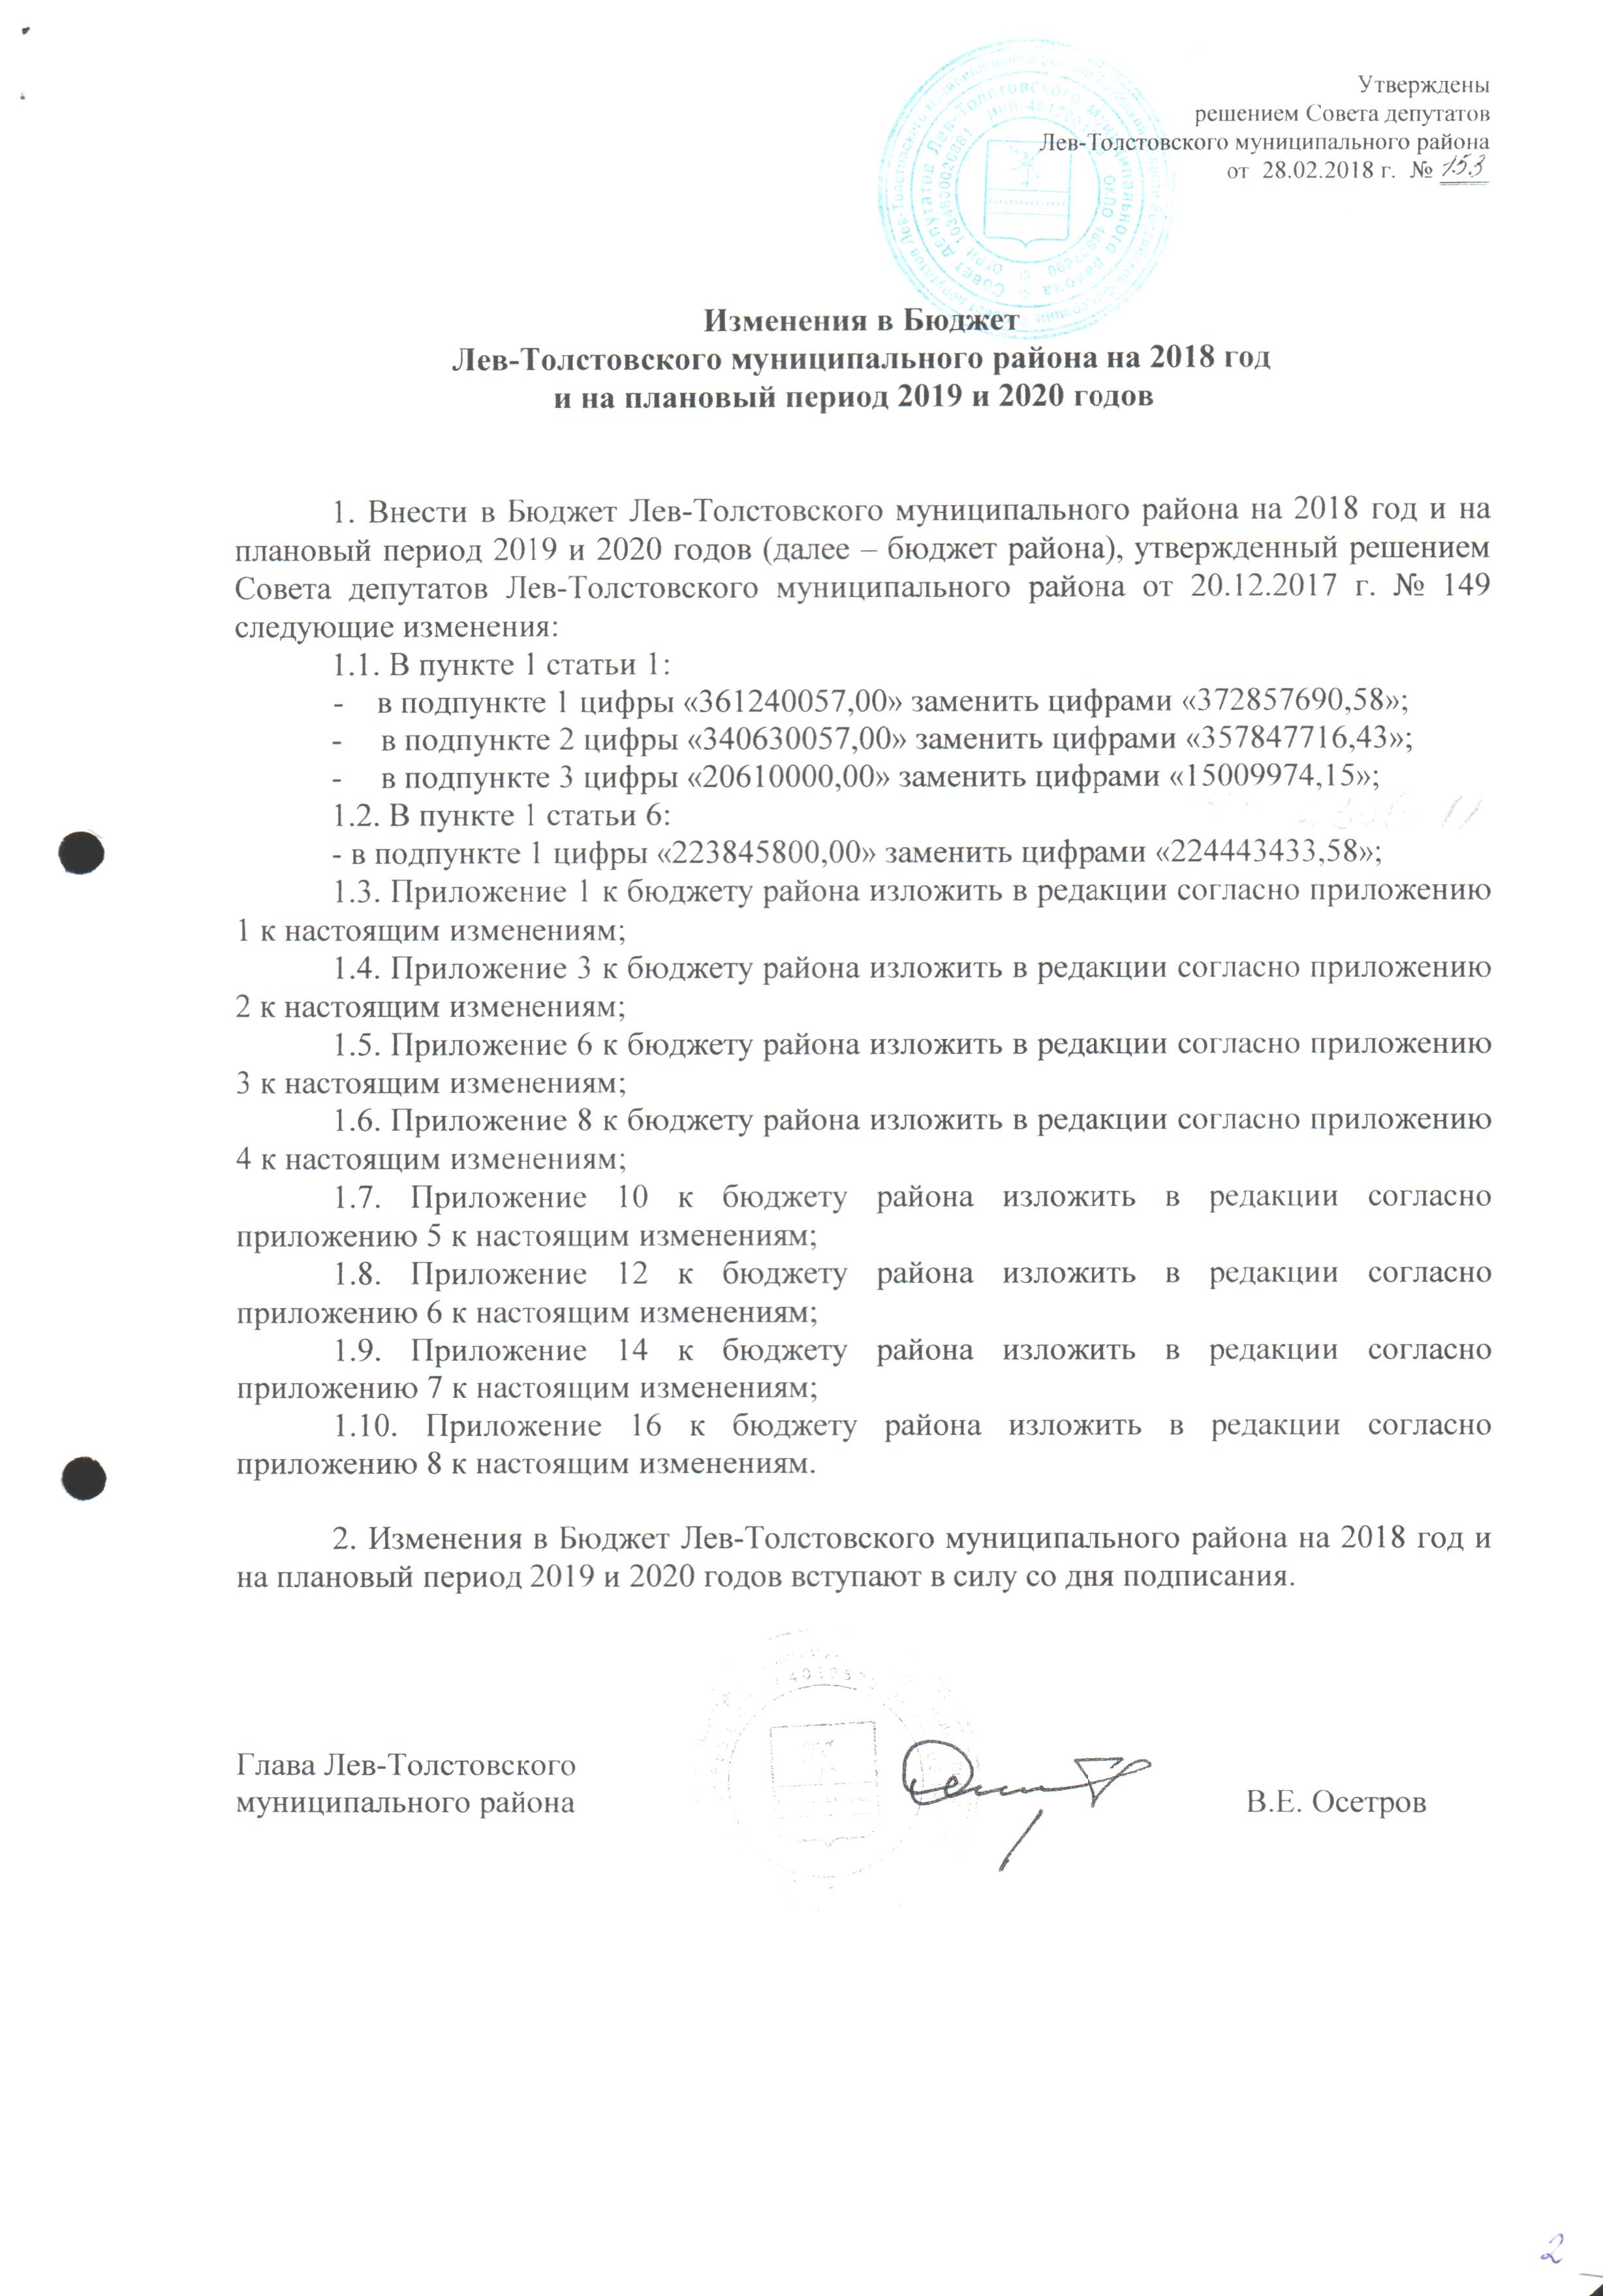 Утверждены
решением Совета депутатов
Лев-Толстовского муниципального района
от 28.02.2018 г. № 153
Изменения в Бюджет
Лев-Толстовского муниципального района на 2018 год
и на плановый период 2019 и 2020 годов
1. Внести в Бюджет Лев-Толстовского муниципального района на 2018 год и на
плановый период 2019 и 2020 годов (далее – бюджет района), утвержденный решением
Совета депутатов Лев-Толстовского муниципального района от 20.12.2017 г. № 149
следующие изменения:
1.1. В пункте 1 статьи 1:
- в подпункте 1 цифры «361240057,00» заменить цифрами «372857690,58»;
- в подпункте 2 цифры «340630057,00» заменить цифрами «357847716,43»;
- в подпункте 3 цифры «20610000,00» заменить цифрами «15009974,15»;
1.2. В пункте 1 статьи 6:
- в подпункте 1 цифры «223845800,00» заменить цифрами «224443433,58»;
1.3. Приложение 1 к бюджету района изложить в редакции согласно приложению
1 к настоящим изменениям;
1.4. Приложение 3 к бюджету района изложить в редакции согласно приложению
2 к настоящим изменениям;
1.5. Приложение 6 к бюджету района изложить в редакции согласно приложению
3 к настоящим изменениям;
1.6. Приложение 8 к бюджету района изложить в редакции согласно приложению
4 к настоящим изменениям;
1.7. Приложение 10 к бюджету района изложить в редакции согласно
приложению 5 к настоящим изменениям;
1.8. Приложение 12 к бюджету района изложить в редакции согласно
приложению 6 к настоящим изменениям;
1.9. Приложение 14 к бюджету района изложить в редакции согласно
приложению 7 к настоящим изменениям;
1.10. Приложение 16 к бюджету района изложить в редакции согласно
приложению 8 к настоящим изменениям.
2. Изменения в Бюджет Лев-Толстовского муниципального района на 2018 год и
на плановый период 2019 и 2020 годов вступают в силу со дня подписания.
Глава Лев-Толстовского
муниципального района В.Е. Осетров
2